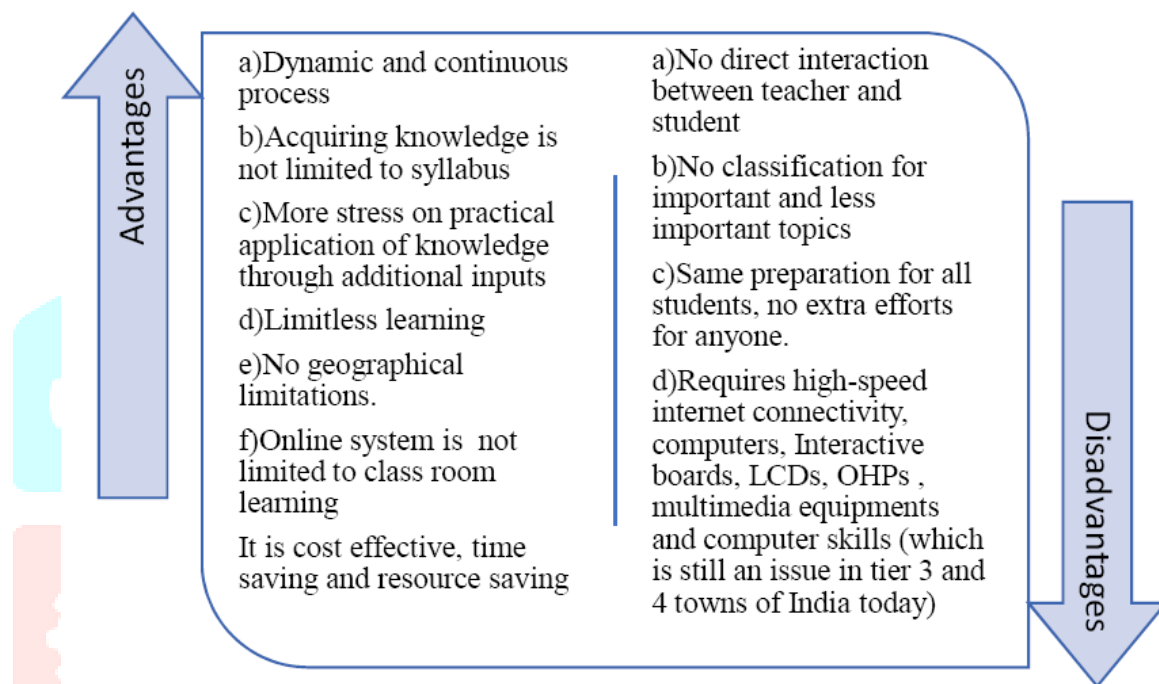 Advantages
a)Dynamic and continuous
process
b)Acquiring knowledge is
not limited to syllabus
c)More stress on practical
application of knowledge
through additional inputs
d)Limitless learning
e)No geographical
limitations.
f)Online system is not
limited to class room
learning
It is cost effective, time
saving and resource saving
a)No direct interaction
between teacher and
student
b)No classification for
important and less
important topics
c)Same preparation for all
students, no extra efforts
for anyone.
d)Requires high-speed
internet connectivity,
computers, Interactive
boards, LCDs, OHPs ,
multimedia equipments
and computer skills (which
is still an issue in tier 3 and
4 towns of India today)
Disadvantages